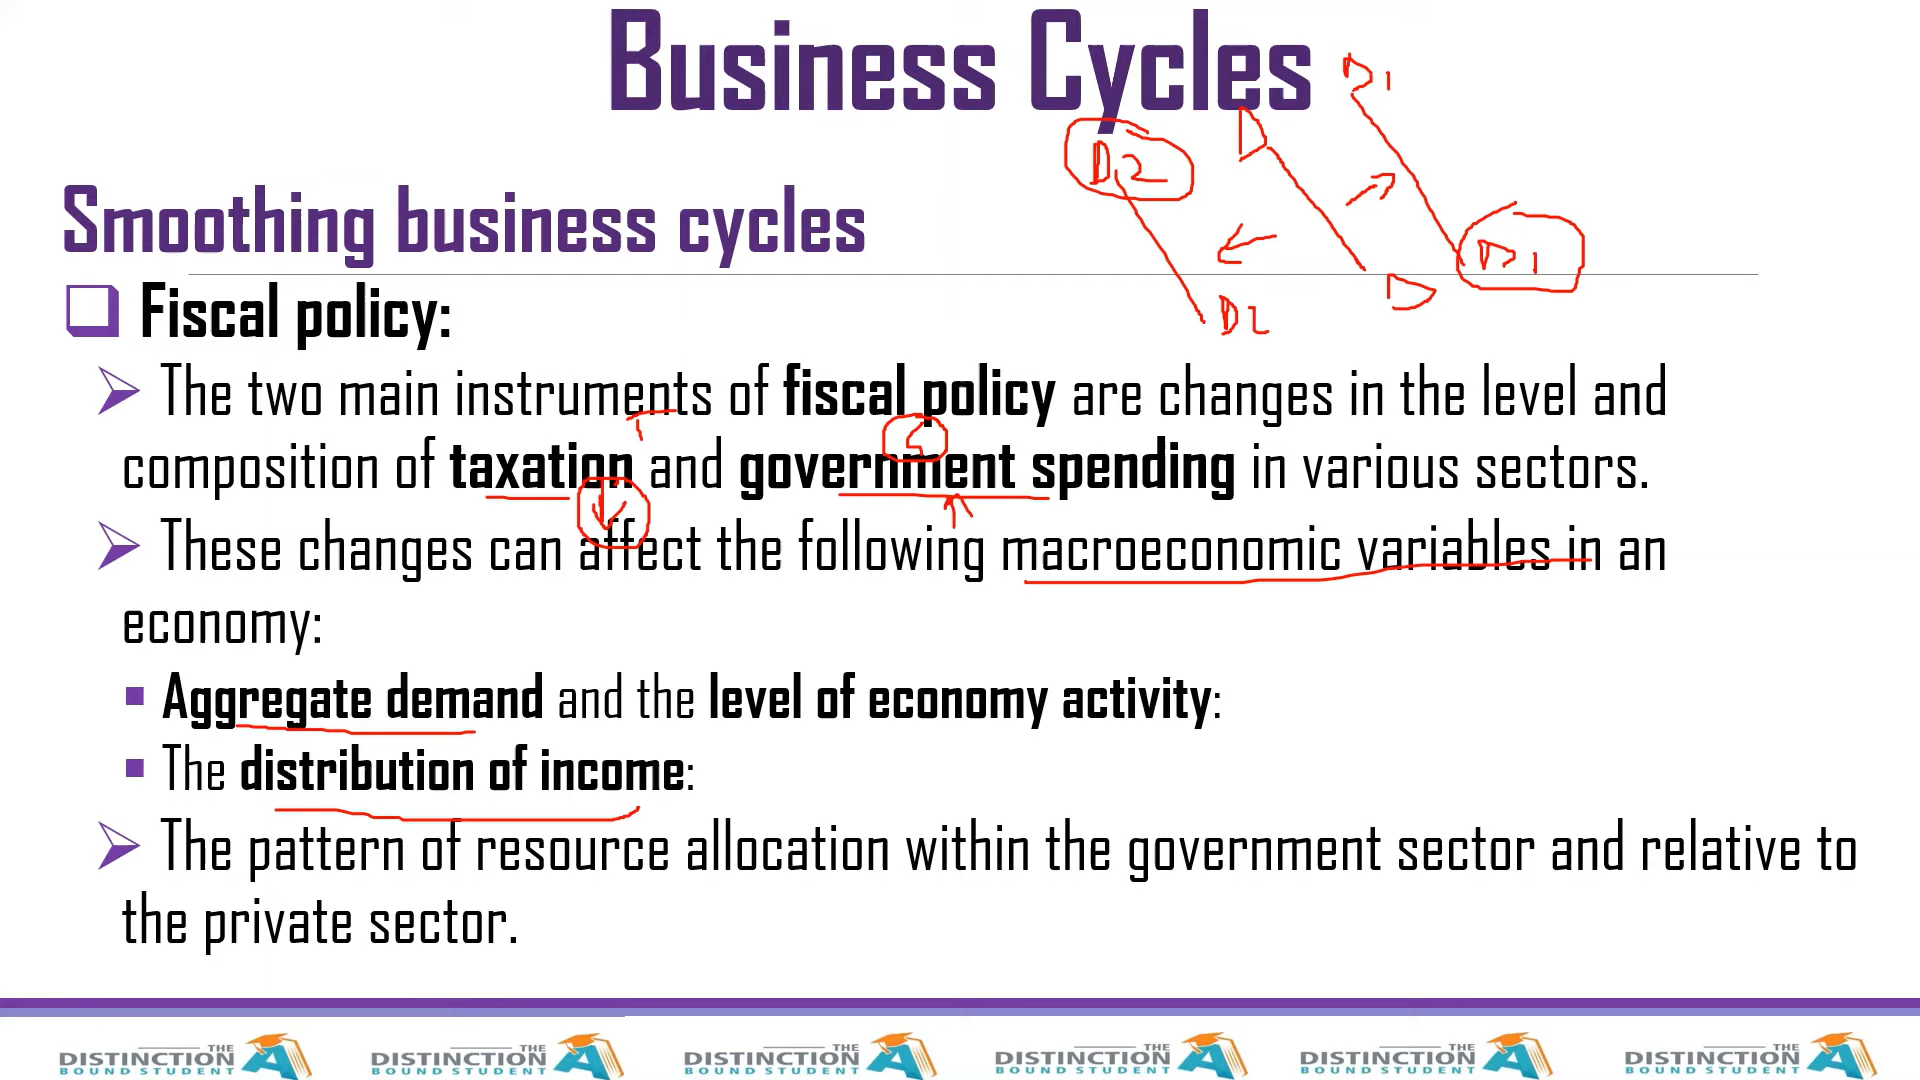 Business Cycles
D1
D2
D
Smoothing business cycles
D1
D
D2
Fiscal policy:
The two main instruments of fiscal policy are changes in the level and
composition of taxation and government spending in various sectors.
These changes can affect the following macroeconomic variables in an
economy:
Aggregate demand and the level of economy activity:
The distribution of income:
The pattern of resource allocation within the government sector and relative to
the private sector.
THE DISTINCTION BOUND STUDENT A
THE DISTINCTION BOUND STUDENT A
THE DISTINCTION BOUND STUDENT A
THE DISTINCTION BOUND STUDENT A
THE DISTINCTION BOUND STUDENT A
THE DISTINCTION BOUND STUDENT A